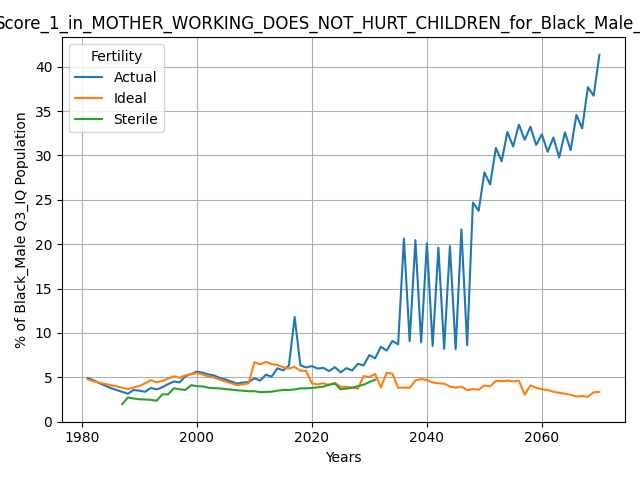 Score_1_in_MOTHER_WORKING_DOES_NOT_HURT_CHILDREN_for_Black_Male_
Fertility
Actual
Ideal
Sterile
% of Black_Male Q3_IQ Population
40
35
30
25
20
15
10
5
0
1980 2000 2020 2040 2060
Years